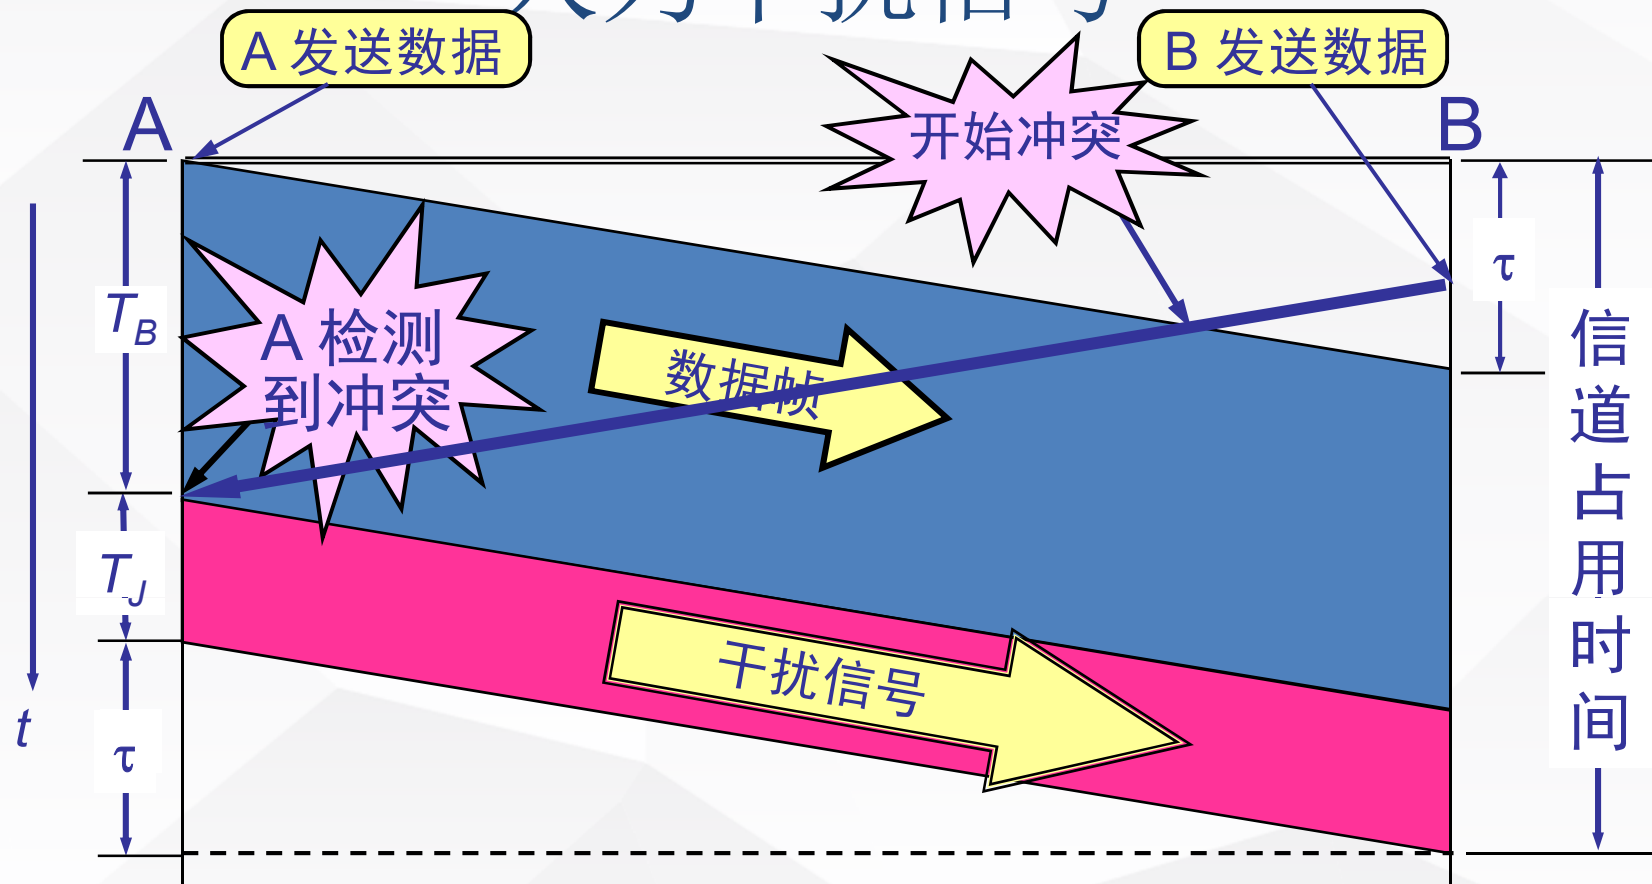 A 发送数据
B 发送数据
A
B
开始冲突
τ
T_B
A 检测
到冲突
数据帧
信道占用时间
T_J
干扰信号
t
τ